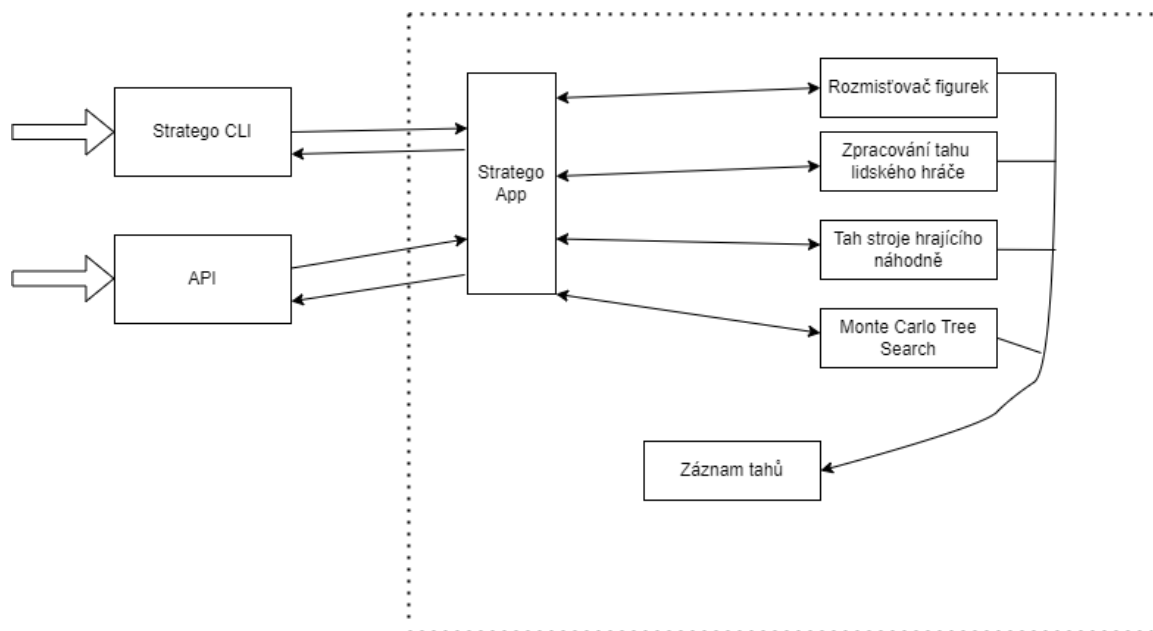 Stratego CLI
API
Stratego
App
Rozmisťovač figurek
Zpracování tahu
lidského hráče
Tah stroje hrajícího
náhodně
Monte Carlo Tree
Search
Záznam tahů